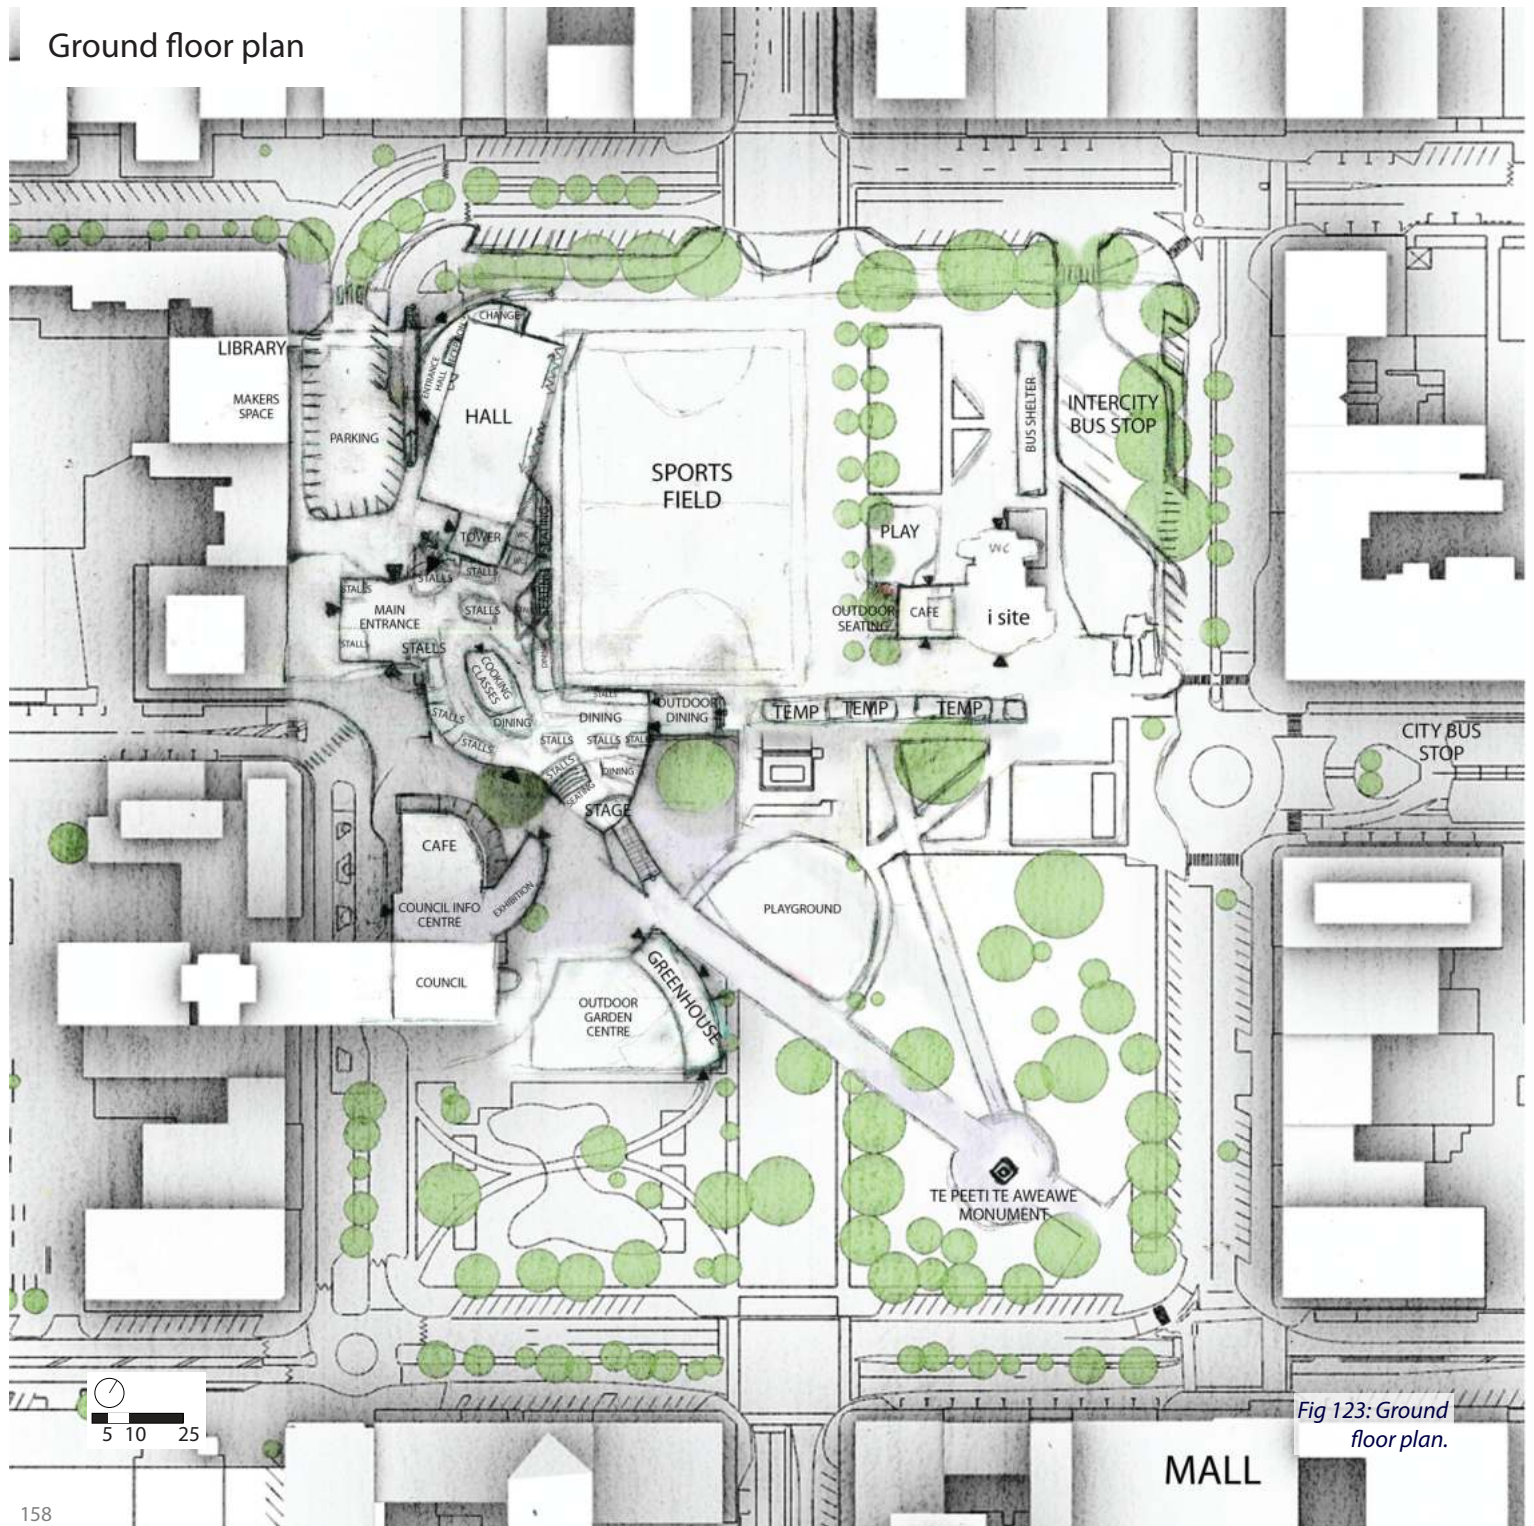 Ground floor plan
CHANGE
LIBRARY
ENTRANCE
HALL
MAKERS
SPACE
HALL
INTERCITY
BUS STOP
BUS SHELTER
PARKING
SPORTS
FIELD
PLAY
TOWER
WC
WC
STALLS
STALLS
STALLS
MAIN
ENTRANCE
STALLS
OUTDOOR
SEATING
CAFE
i site
STALLS
STALLS
COOKING
CLASSES
STALLS
DINING
STALL
DINING
OUTDOOR
DINING
TEMP
TEMP
TEMP
STALLS
STALLS
STALLS
CITY BUS
STOP
STALLS
DINING
SEATING
STAGE
CAFE
EXHIBITION
COUNCIL INFO
CENTRE
PLAYGROUND
COUNCIL
GREENHOUSE
OUTDOOR
GARDEN
CENTRE
TE PEETI TE AWEAWE
MONUMENT
5 10 25
Fig 123: Ground
floor plan.
MALL
158